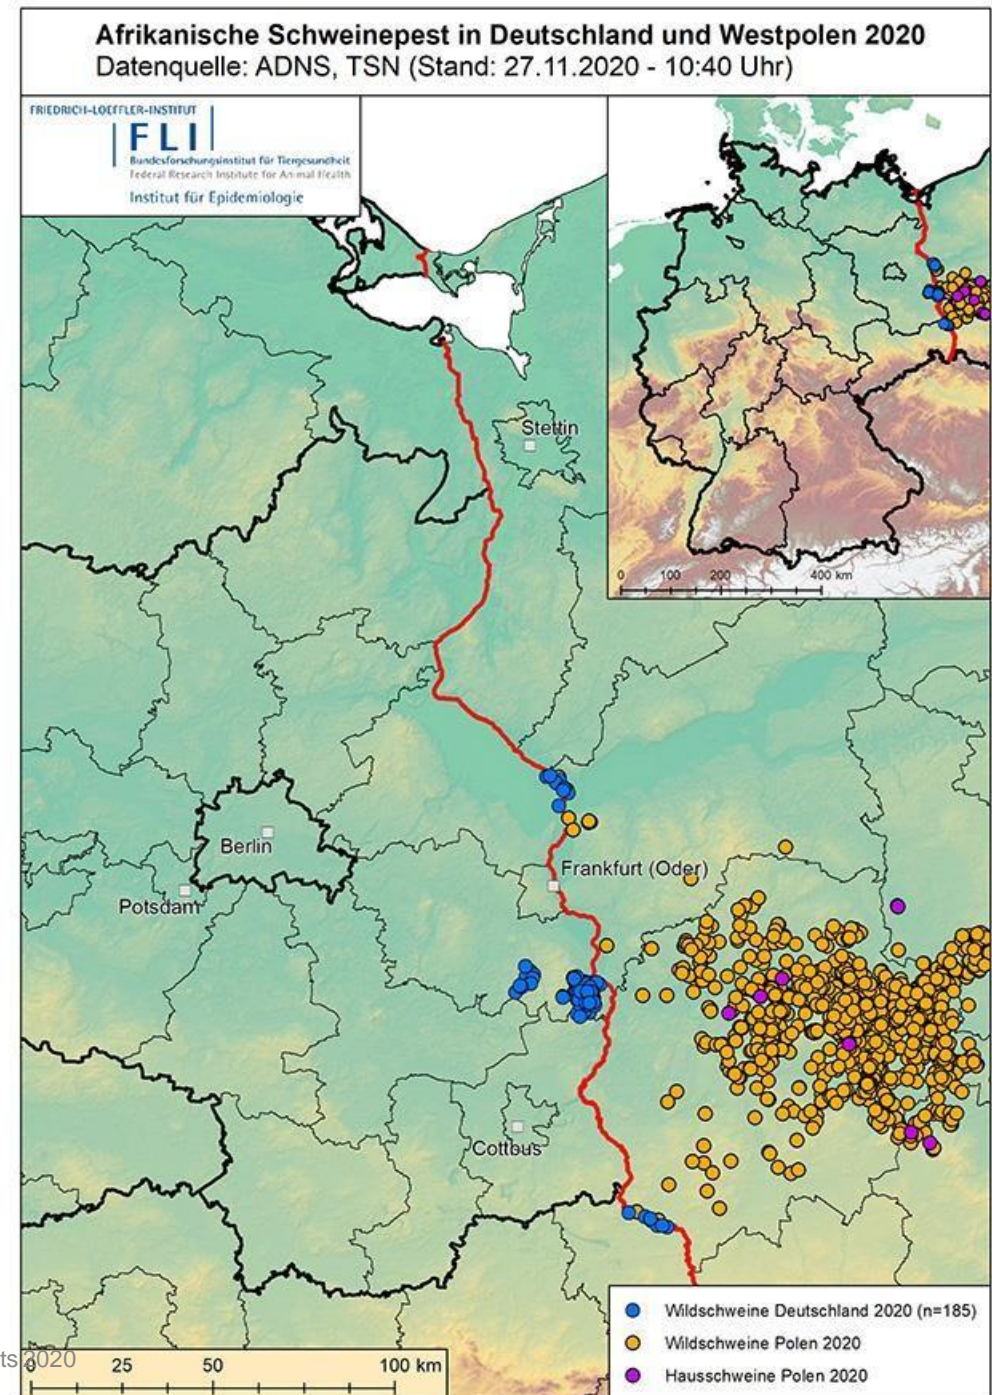 Afrikanische Schweinepest in Deutschland und Westpolen 2020
Datenquelle: ADNS, TSN (Stand: 27.11.2020 - 10:40 Uhr)
FRIEDRICH-LOEFFLER-INSTITUT
FLI
Bundesforschungsinstitut für Tiergesundheit
Federal Research Institute for Animal Health
Institut für Epidemiologie
0 100 200 400 km
Stettin
Berlin
Frankfurt (Oder)
Potsdam
Cottbus
Wildschweine Deutschland 2020 (n=185)
Wildschweine Polen 2020
Hausschweine Polen 2020
ts 2020
0 25 50 100 km